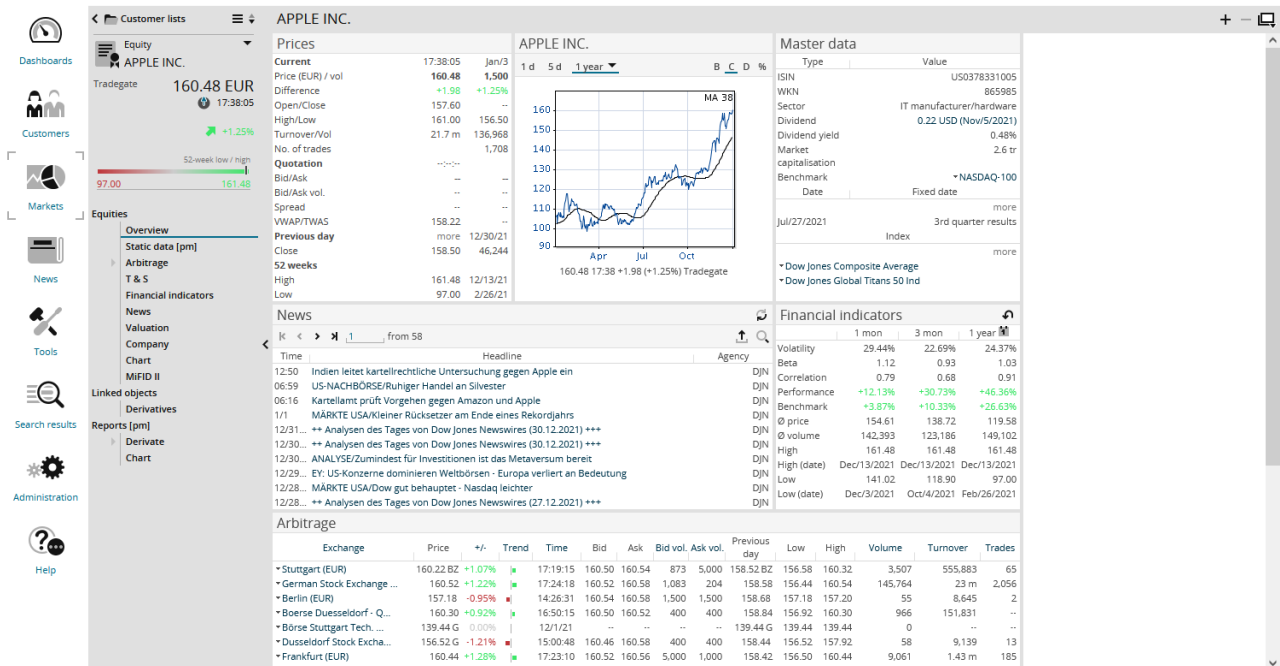 Dashboards
Customers
Markets
News
Tools
Search results
Administration
Help
Customer lists
Equity
APPLE INC.
Tradegate 160.48 EUR
17:38:05
+1.25%
52-week low / high
97.00 161.48
Equities
Overview
Static data [pm]
Arbitrage
T & S
Financial indicators
News
Valuation
Company
Chart
MiFID II
Linked objects
Derivatives
Reports [pm]
Derivate
Chart
APPLE INC.
Prices
Current 17:38:05 Jan/3
Price (EUR) / vol 160.48 1,500
Difference +1.98 +1.25%
Open/Close 157.60 --
High/Low 161.00 156.50
Turnover/Vol 21.7 m 136,968
No. of trades 1,708
Quotation --:--:--
Bid/Ask -- --
Bid/Ask vol. -- --
Spread -- --
VWAP/TWAS 158.22 --
Previous day more 12/30/21
Close 158.50 46,244
52 weeks
High 161.48 12/13/21
Low 97.00 2/26/21
APPLE INC.
1 d 5 d 1 year B C D %
MA 38
160
150
140
130
120
110
100
90
Apr Jul Oct
160.48 17:38 +1.98 (+1.25%) Tradegate
Master data
Type Value
ISIN US0378331005
WKN 865985
Sector IT manufacturer/hardware
Dividend 0.22 USD (Nov/5/2021)
Dividend yield 0.48%
Market 2.6 tr
capitalisation
Benchmark NASDAQ-100
Date Fixed date
more
Jul/27/2021 3rd quarter results
Index
more
Dow Jones Composite Average
Dow Jones Global Titans 50 Ind
News
1 from 58
Time Headline Agency
12:50 Indien leitet kartellrechtliche Untersuchung gegen Apple ein DJN
06:59 US-NACHBÖRSE/Ruhiger Handel an Silvester DJN
06:16 Kartellamt prüft Vorgehen gegen Amazon und Apple DJN
1/1 MÄRKTE USA/Kleiner Rücksetzer am Ende eines Rekordjahrs DJN
12/31... ++ Analysen des Tages von Dow Jones Newswires (30.12.2021) +++ DJN
12/30... ++ Analysen des Tages von Dow Jones Newswires (30.12.2021) +++ DJN
12/30... ANALYSE/Zumindest für Investitionen ist das Metaversum bereit DJN
12/29... EY: US-Konzerne dominieren Weltbörsen - Europa verliert an Bedeutung DJN
12/28... MÄRKTE USA/Dow gut behauptet - Nasdaq leichter DJN
12/28... ++ Analysen des Tages von Dow Jones Newswires (27.12.2021) +++ DJN
Financial indicators
1 mon 3 mon 1 year
Volatility 29.44% 22.69% 24.37%
Beta 1.12 0.93 1.03
Correlation 0.79 0.68 0.91
Performance +12.13% +30.73% +46.36%
Benchmark +3.87% +10.33% +26.63%
Ø price 154.61 138.72 119.58
Ø volume 142,393 123,186 149,102
High 161.48 161.48 161.48
High (date) Dec/13/2021 Dec/13/2021 Dec/13/2021
Low 141.02 118.90 97.00
Low (date) Dec/3/2021 Oct/4/2021 Feb/26/2021
Arbitrage
Exchange Price +/- Trend Time Bid Ask Bid vol. Ask vol. Previous day Low High Volume Turnover Trades
Stuttgart (EUR) 160.22 BZ +1.07% 17:19:15 160.50 160.54 873 5,000 158.52 BZ 156.58 160.32 3,507 555,883 65
German Stock Exchange ... 160.52 +1.22% 17:24:18 160.52 160.58 1,083 204 158.58 156.44 160.54 145,764 23 m 2,056
Berlin (EUR) 157.18 -0.95% 14:26:31 160.54 160.58 1,500 1,500 158.68 157.18 157.20 55 8,645 2
Boerse Duesseldorf - Q... 160.30 +0.92% 16:50:15 160.50 160.52 400 400 158.84 156.92 160.30 966 151,831 --
Börse Stuttgart Tech. ... 139.44 G 0.00% 12/1/21 -- -- -- -- 139.44 G 139.44 139.44 0 -- --
Dusseldorf Stock Excha... 156.52 G -1.21% 15:00:48 160.46 160.58 400 400 158.44 156.52 157.92 58 9,139 13
Frankfurt (EUR) 160.44 +1.28% 17:23:10 160.52 160.56 5,000 1,000 158.42 156.50 160.44 9,061 1.43 m 185